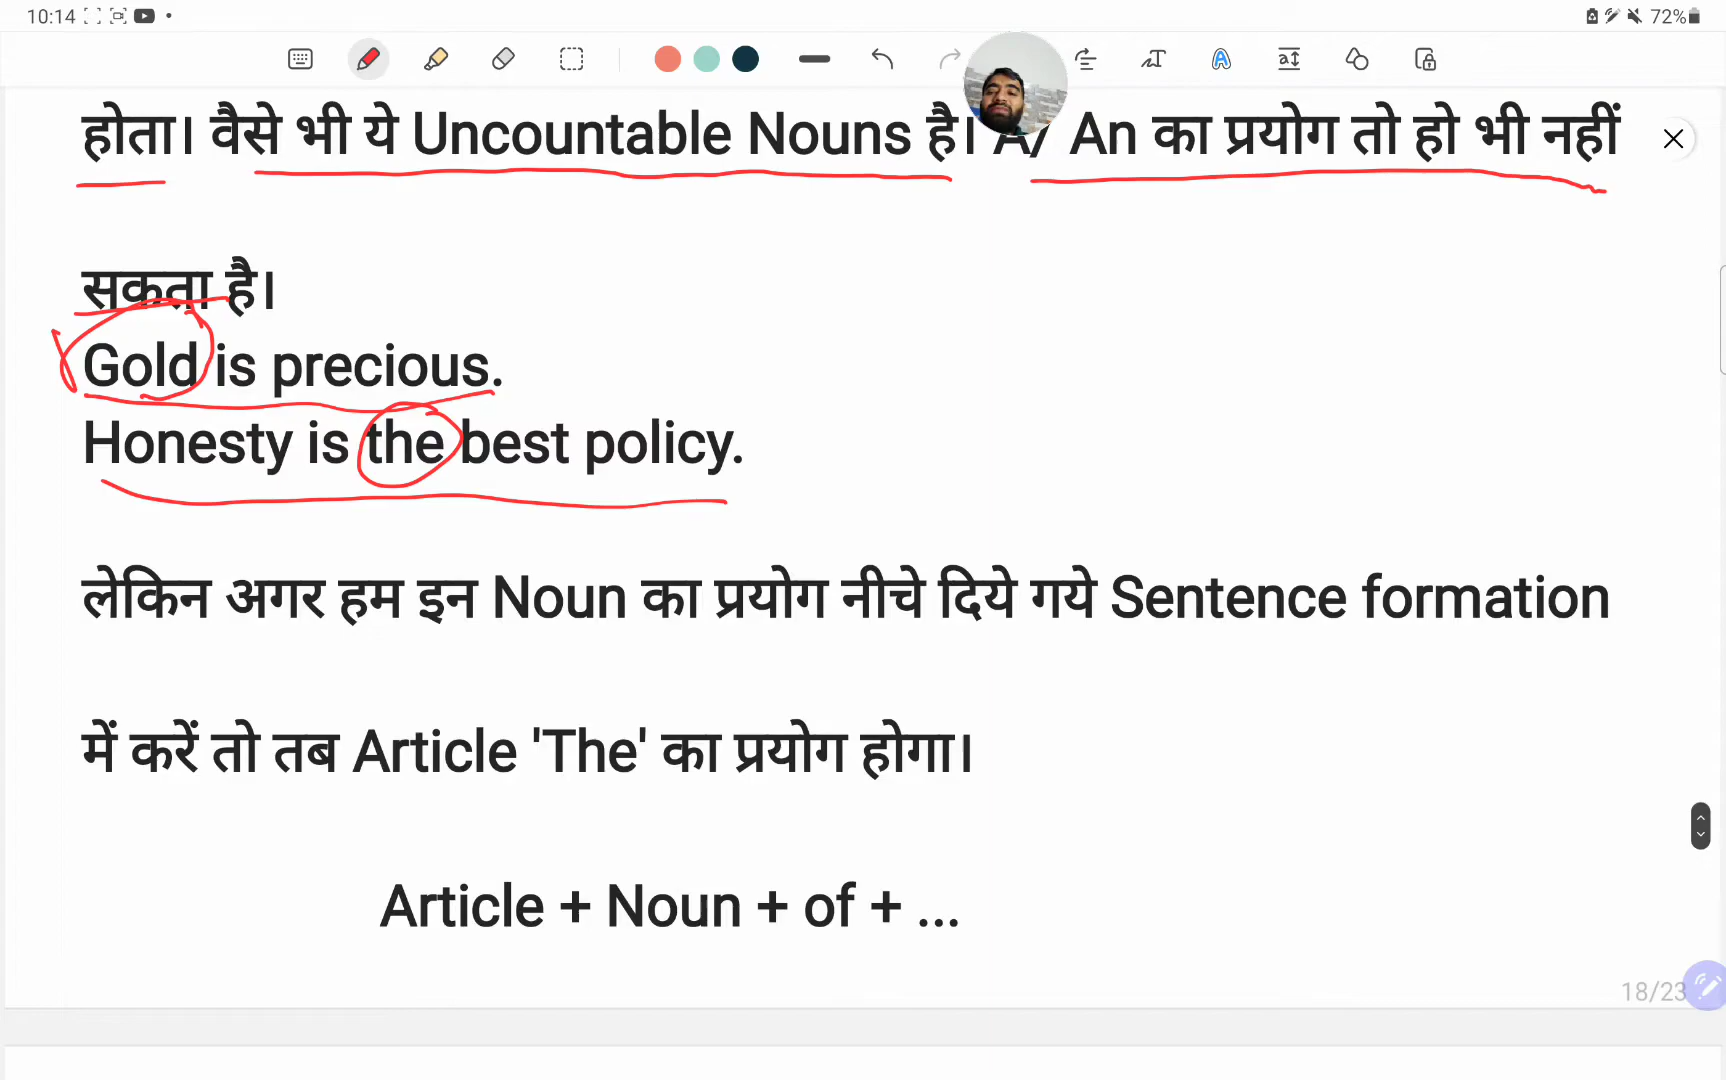 10:14 72%
होता। वैसे भी ये Uncountable Nouns है। A/ An का प्रयोग तो हो भी नहीं
सकता है।
Gold is precious.
Honesty is the best policy.
लेकिन अगर हम इन Noun का प्रयोग नीचे दिये गये Sentence formation
में करें तो तब Article 'The' का प्रयोग होगा।
Article + Noun + of + ...
18/23